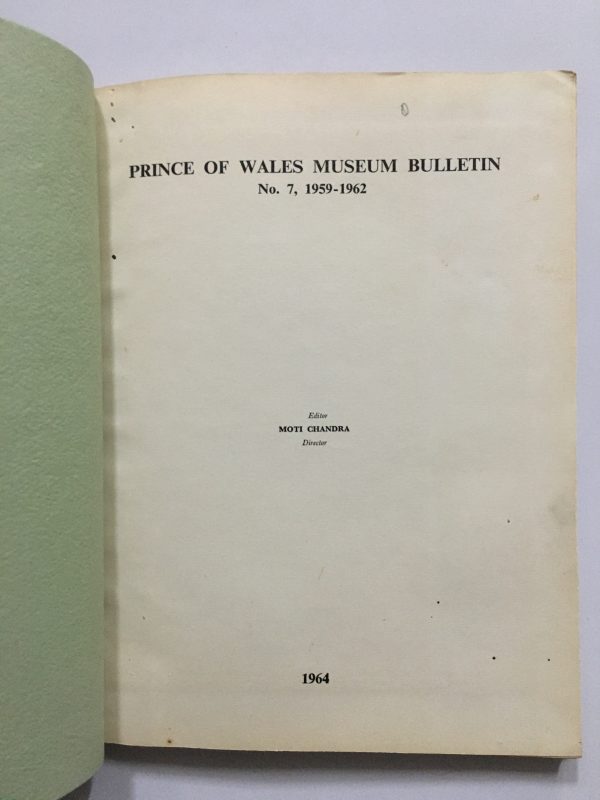 PRINCE OF WALES MUSEUM BULLETIN
No. 7, 1959-1962
Editor
MOTI CHANDRA
Director
1964